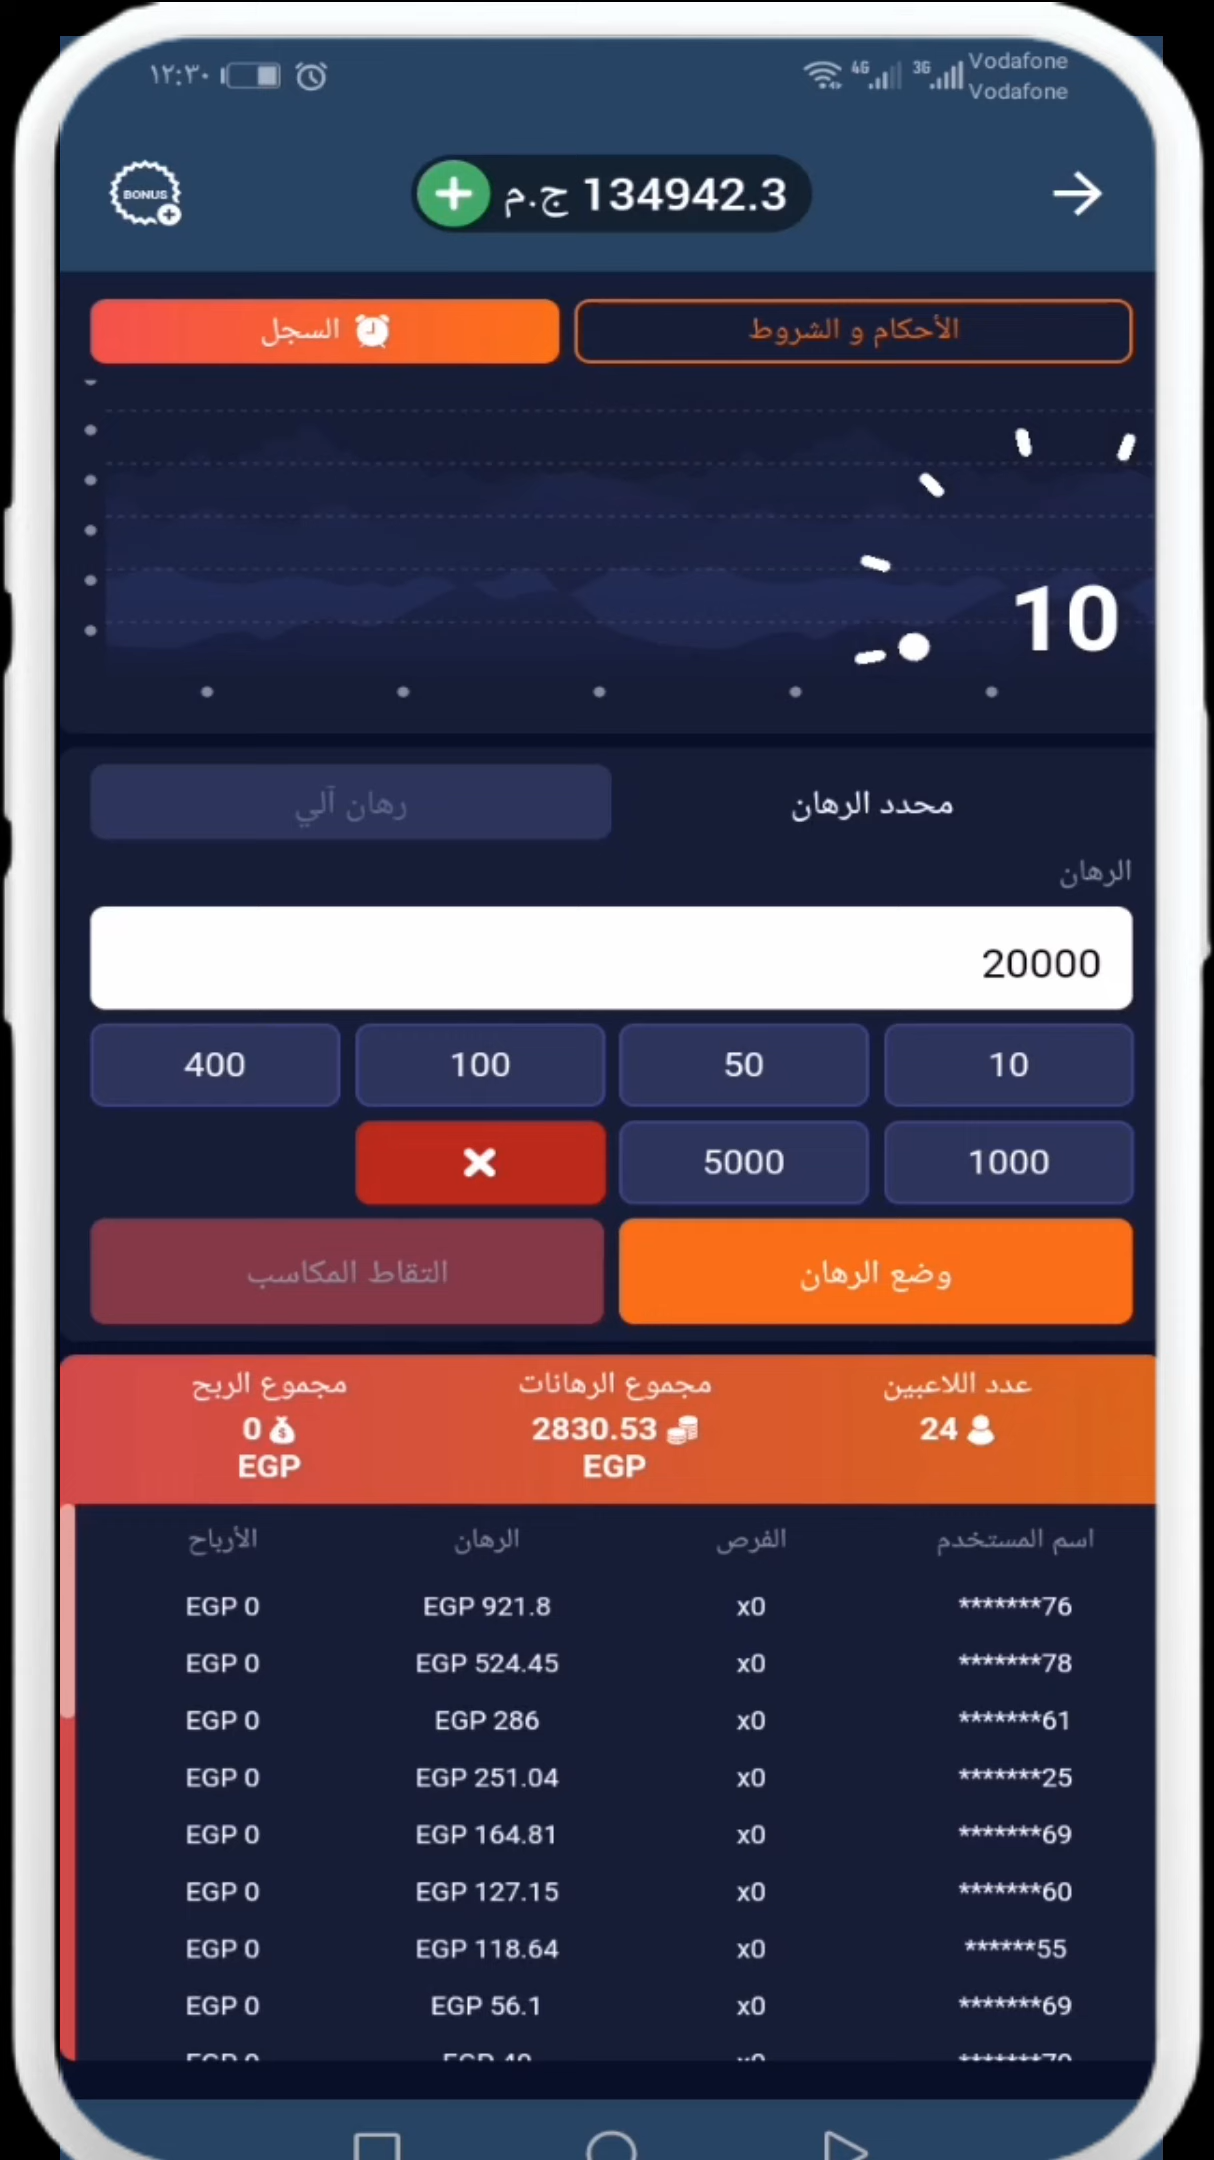 ١٢:٣٠
4G
3G
Vodafone
Vodafone
BONUS
134942.3 ج.م
الأحكام و الشروط
السجل
10
محدد الرهان
رهان آلي
الرهان
20000
10
50
100
400
1000
5000
وضع الرهان
التقاط المكاسب
عدد اللاعبين
مجموع الرهانات
مجموع الربح
24
2830.53
0
EGP
EGP
اسم المستخدم
الفرص
الرهان
الأرباح
*******76
x0
EGP 921.8
EGP 0
*******78
x0
EGP 524.45
EGP 0
*******61
x0
EGP 286
EGP 0
*******25
x0
EGP 251.04
EGP 0
*******69
x0
EGP 164.81
EGP 0
*******60
x0
EGP 127.15
EGP 0
******55
x0
EGP 118.64
EGP 0
*******69
x0
EGP 56.1
EGP 0